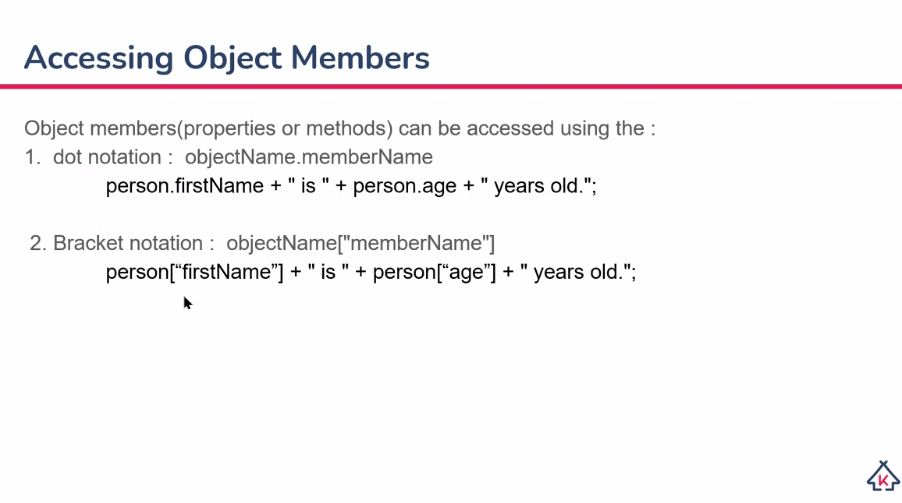 Accessing Object Members
Object members(properties or methods) can be accessed using the :
1. dot notation : objectName.memberName
person.firstName + " is " + person.age + " years old.";
2. Bracket notation : objectName["memberName"]
person[“firstName”] + " is " + person[“age”] + " years old.";
K